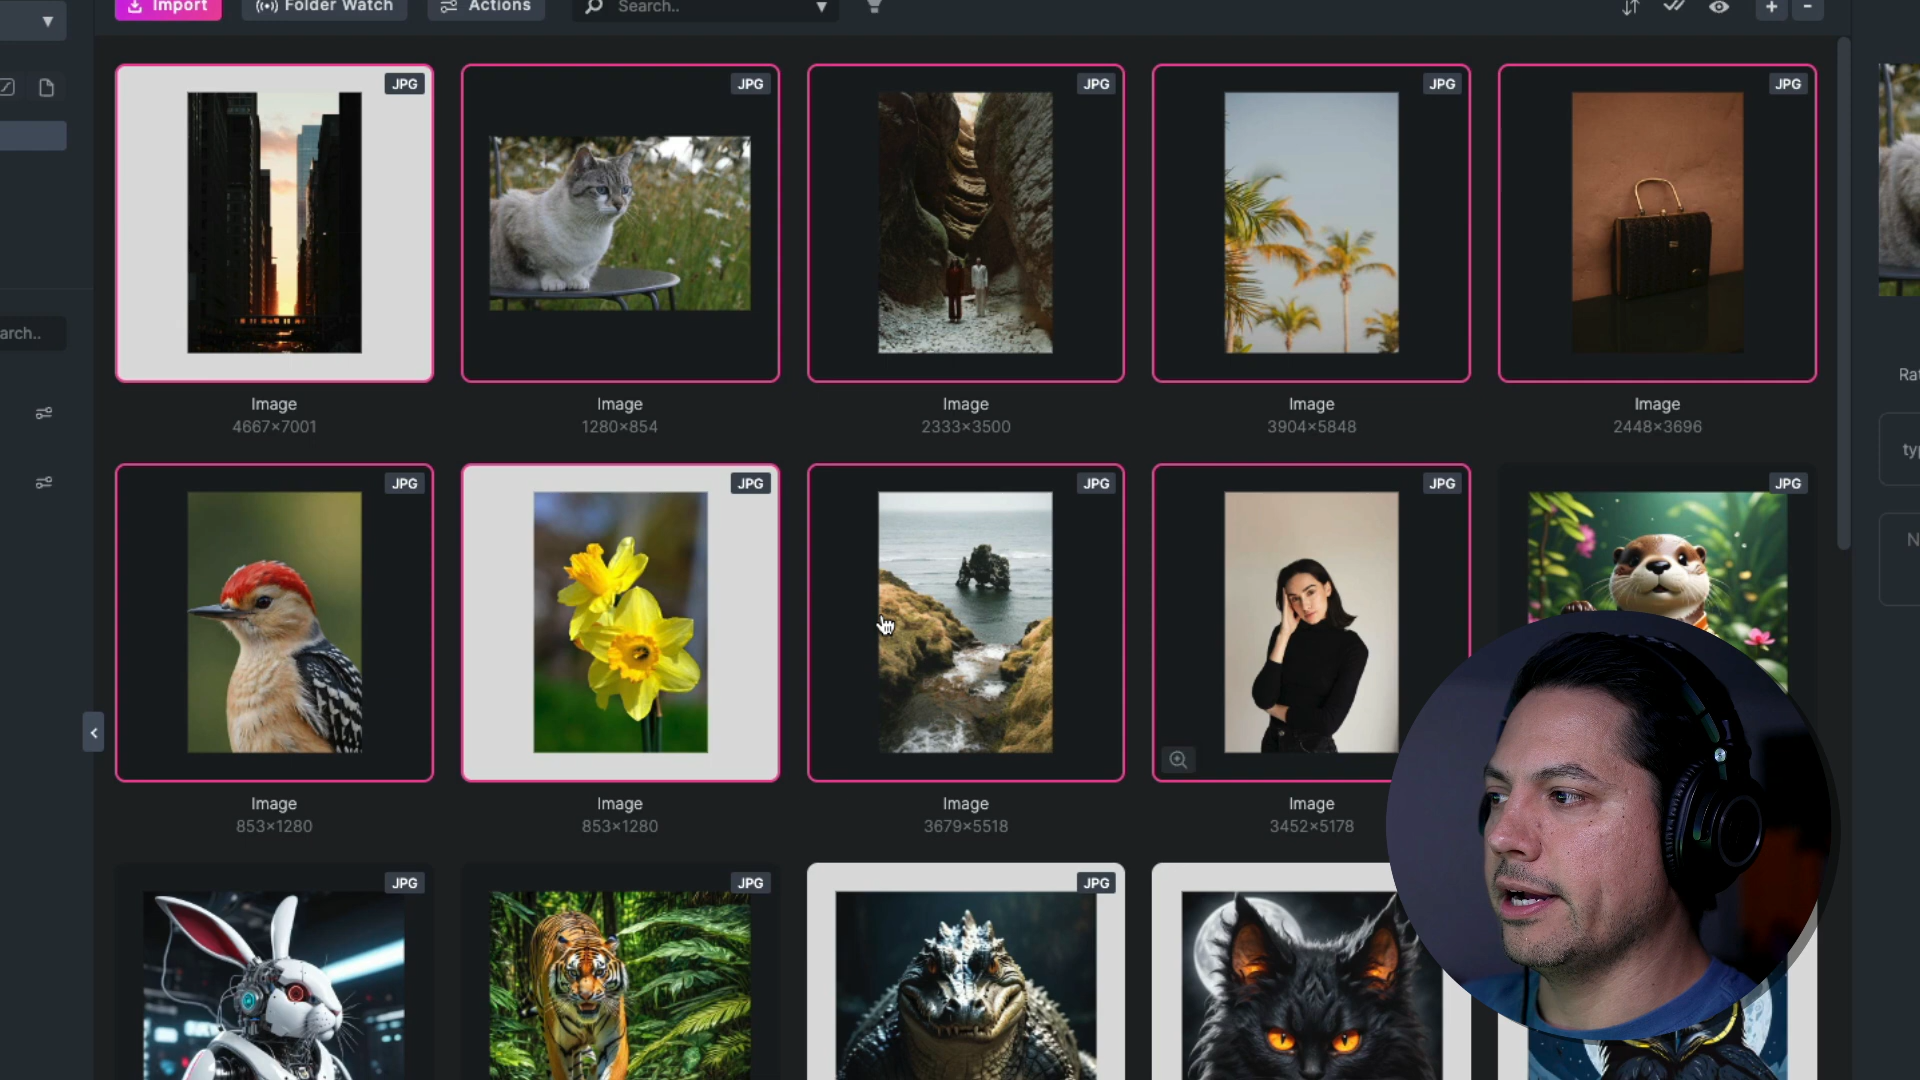 Import
Folder Watch
Actions
Search..
JPG
JPG
JPG
JPG
JPG
Image
Image
Image
Image
Image
4667×7001
1280×854
2333×3500
3904×5848
2448×3696
arch..
Rat
typ
JPG
JPG
JPG
JPG
JPG
N
Image
Image
Image
Image
853×1280
853×1280
3679×5518
3452×5178
JPG
JPG
JPG